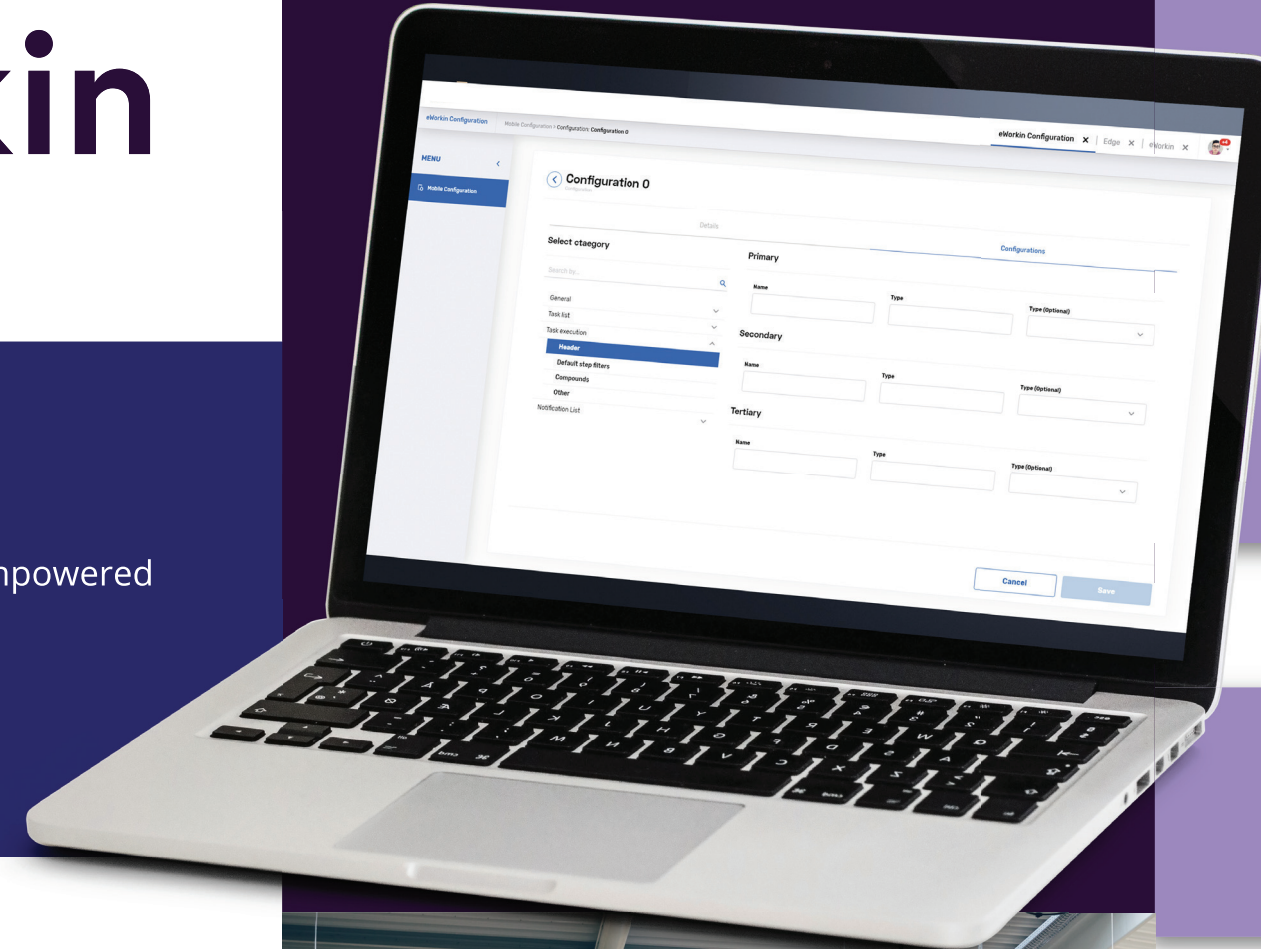 kin
mpowered
eWorkin Configuration
Mobile Configuration > Configuration: Configuration 0
eWorkin Configuration X | Edge X | eWorkin X
MENU
Mobile Configuration
Configuration 0
Configuration
Details
Configurations
Select ctaegory
Search by...
General
Task list
Task execution
Header
Default step filters
Compounds
Other
Notification List
Primary
Name
Type
Type (Optional)
Secondary
Name
Type
Type (Optional)
Tertiary
Name
Type
Type (Optional)
Cancel
Save